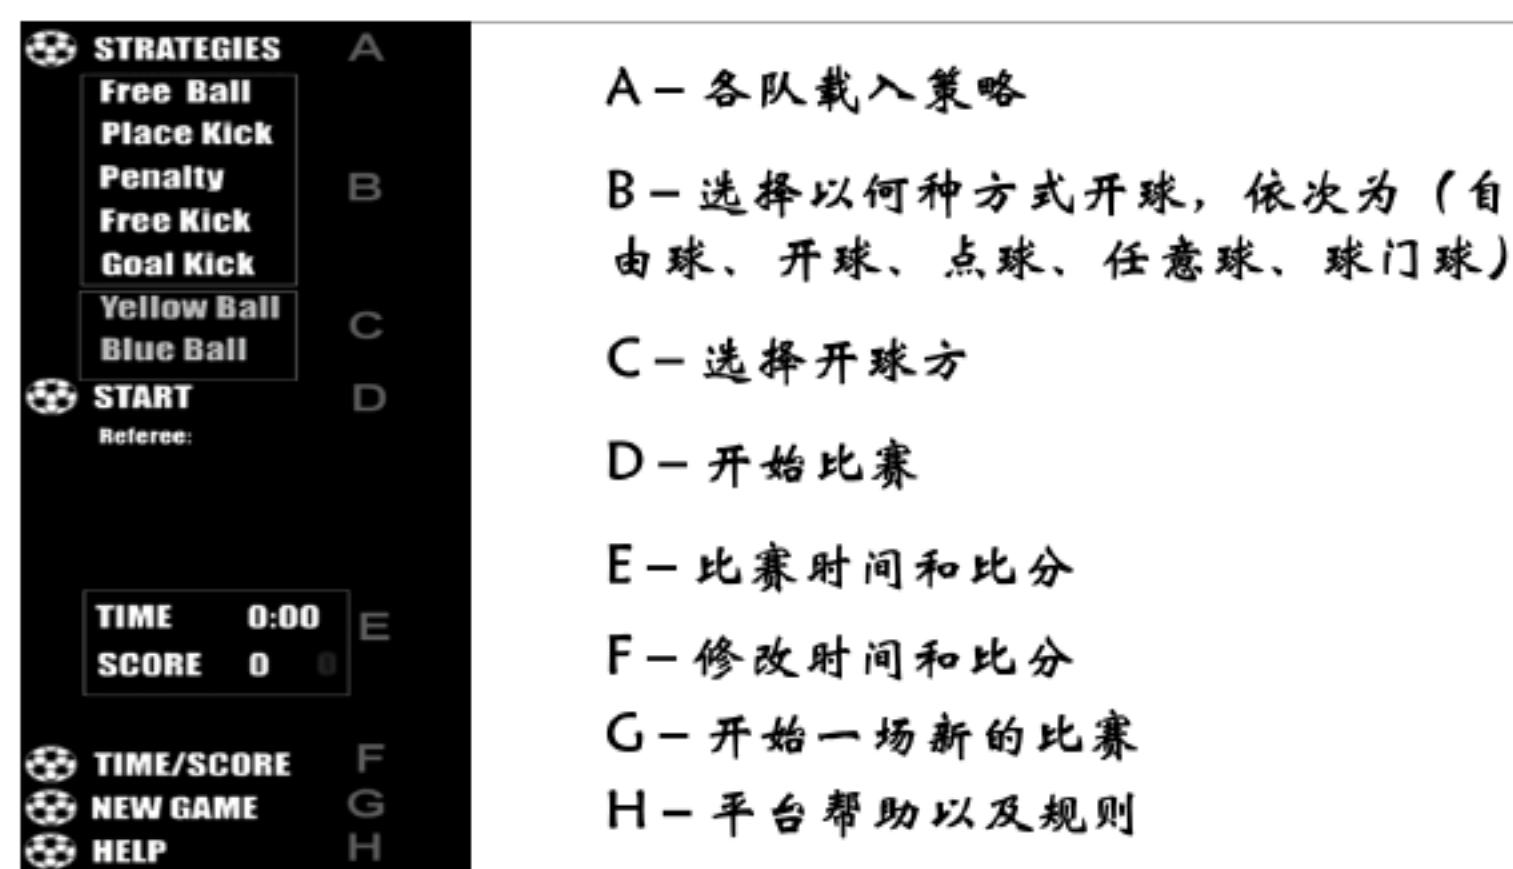 STRATEGIES A
Free Ball
Place Kick
Penalty
B
Free Kick
Goal Kick
Yellow Ball
C
Blue Ball
START D
Referee:
TIME 0:00
E
SCORE 0 0
TIME/SCORE F
NEW GAME G
HELP H
A – 各队载入策略
B – 选择以何种方式开球，依次为（自
由球、开球、点球、任意球、球门球）
C – 选择开球方
D – 开始比赛
E – 比赛时间和比分
F – 修改时间和比分
G – 开始一场新的比赛
H – 平台帮助以及规则